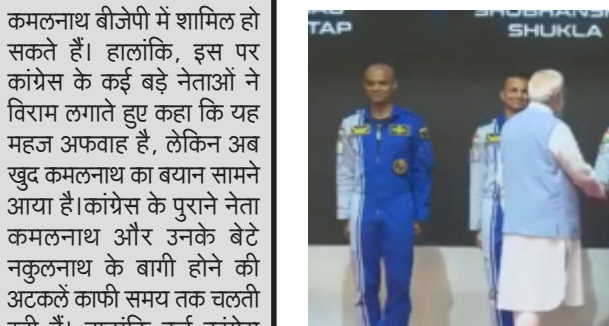 कमलनाथ बीजेपी में शामिल हो
सकते हैं। हालांकि, इस पर
कांग्रेस के कई बड़े नेताओं ने
विराम लगाते हुए कहा कि यह
महज अफवाह है, लेकिन अब
खुद कमलनाथ का बयान सामने
आया है।कांग्रेस के पुराने नेता
कमलनाथ और उनके बेटे
नकुलनाथ के बागी होने की
अटकलें काफी समय तक चलती
TAP
SHUKLA